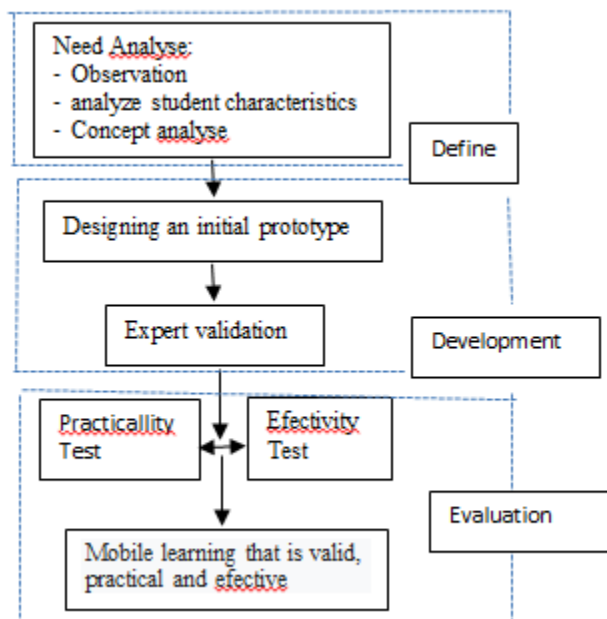 Need Analyse:
- Observation
- analyze student characteristics
- Concept analyse
Define
Designing an initial prototype
Expert validation
Development
Practicallity
Test
Efectivity
Test
Evaluation
Mobile learning that is valid,
practical and efective